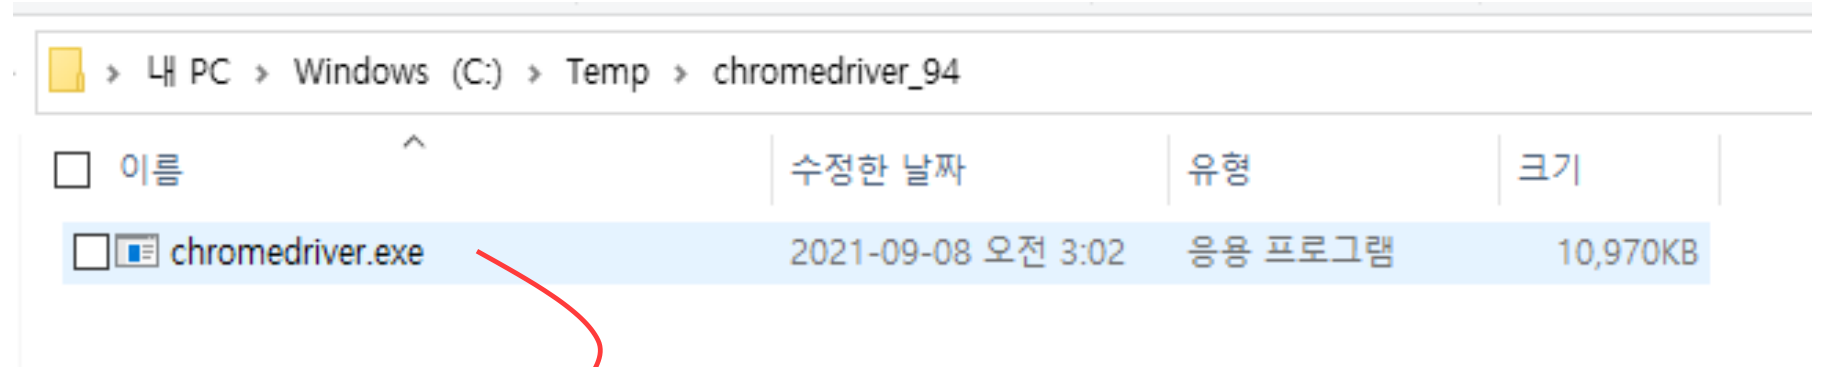 > 내 PC > Windows (C:) > Temp > chromedriver_94
이름 수정한 날짜 유형 크기
chromedriver.exe 2021-09-08 오전 3:02 응용 프로그램 10,970KB